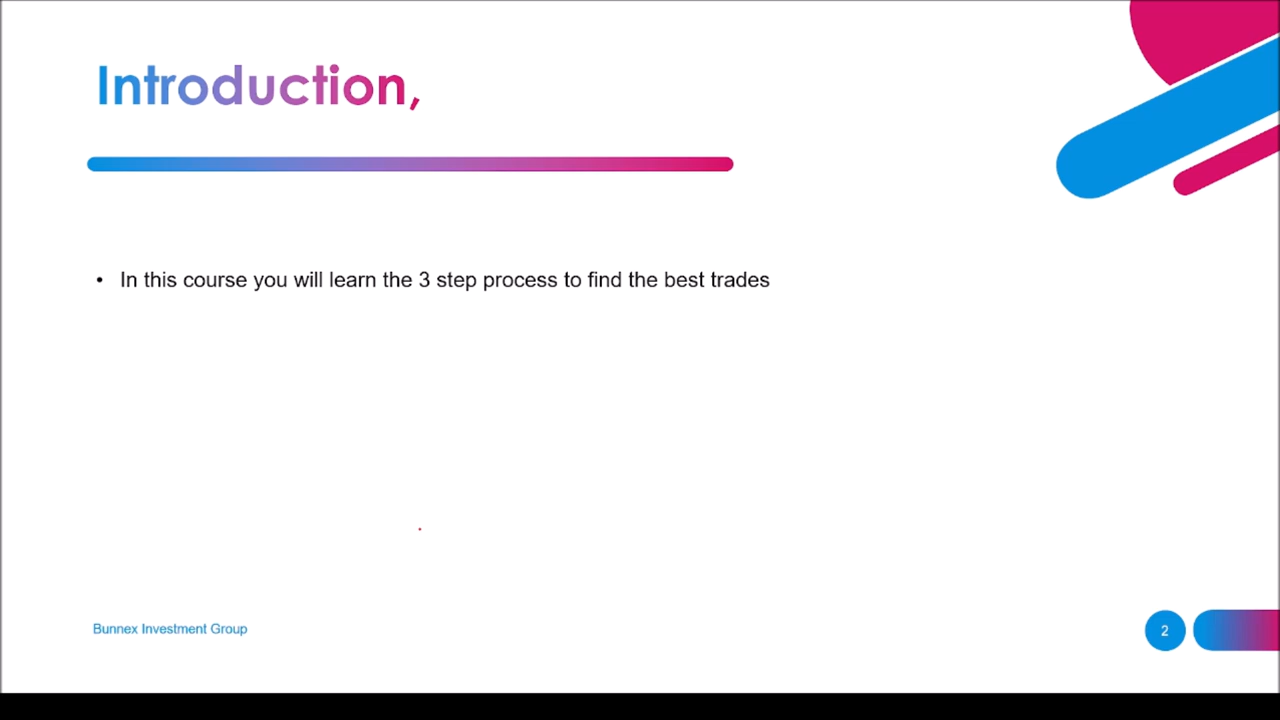 Introduction,
• In this course you will learn the 3 step process to find the best trades
Bunnex Investment Group
2